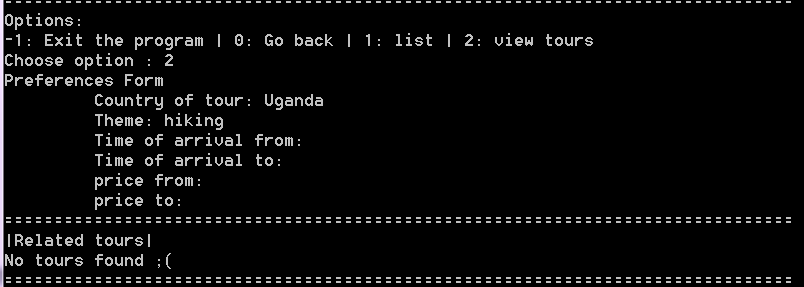 ================================================================================
Options:
-1: Exit the program | 0: Go back | 1: list | 2: view tours
Choose option : 2
Preferences Form
Country of tour: Uganda
Theme: hiking
Time of arrival from:
Time of arrival to:
price from:
price to:
================================================================================
|Related tours|
No tours found ;(
================================================================================